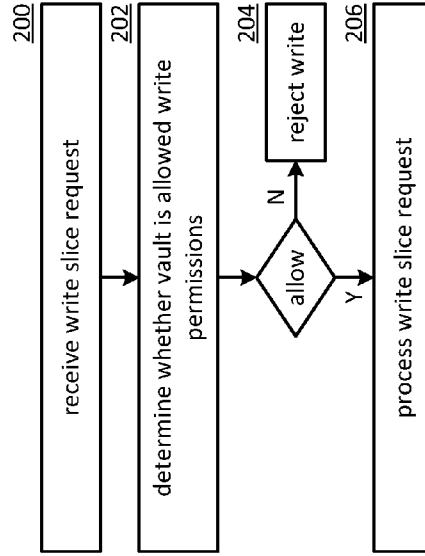 200
receive write slice request
202
determine whether vault is allowed write
permissions
204
allow
N
reject write
Y
206
process write slice request